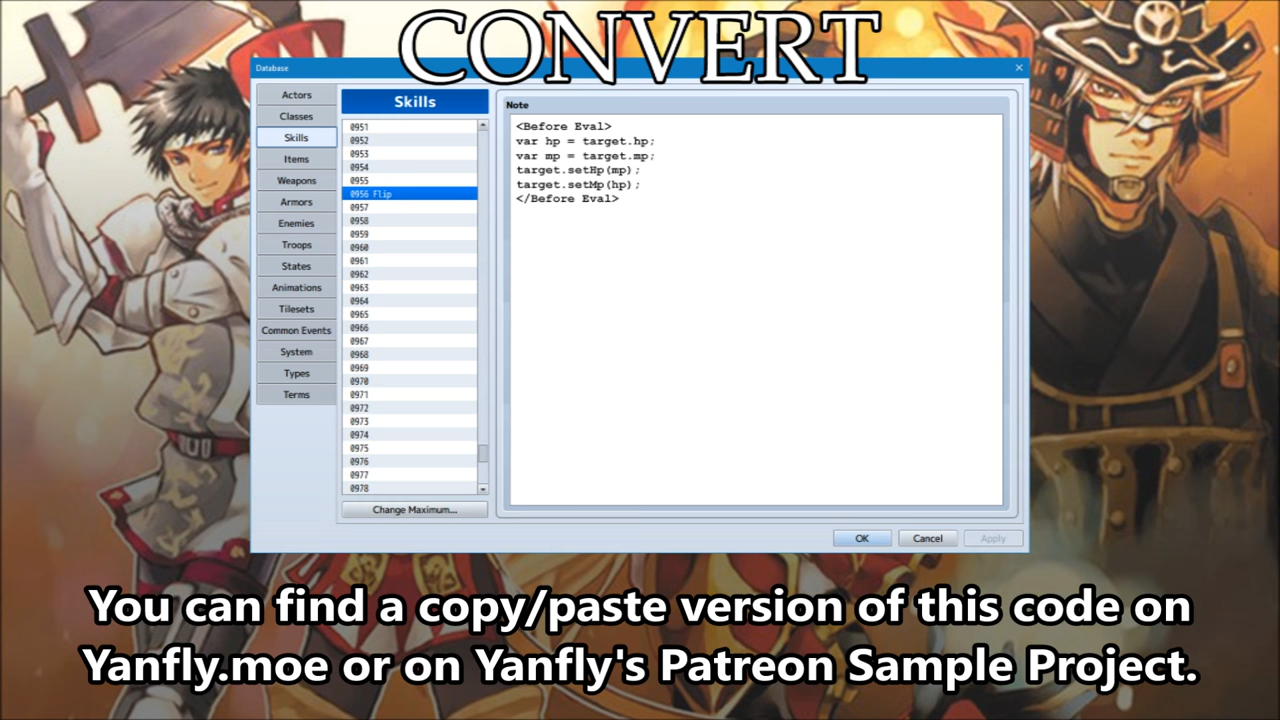 CONVERT
Database
Actors
Classes
Skills
Items
Weapons
Armors
Enemies
Troops
States
Animations
Tilesets
Common Events
System
Types
Terms
Skills
0951
0952
0953
0954
0955
0956 Flip
0957
0958
0959
0960
0961
0962
0963
0964
0965
0966
0967
0968
0969
0970
0971
0972
0973
0974
0975
0976
0977
0978
Change Maximum...
Note
<Before Eval>
var hp = target.hp;
var mp = target.mp;
target.setHp(mp);
target.setMp(hp);
</Before Eval>
OK
Cancel
Apply
You can find a copy/paste version of this code on
Yanfly.moe or on Yanfly's Patreon Sample Project.